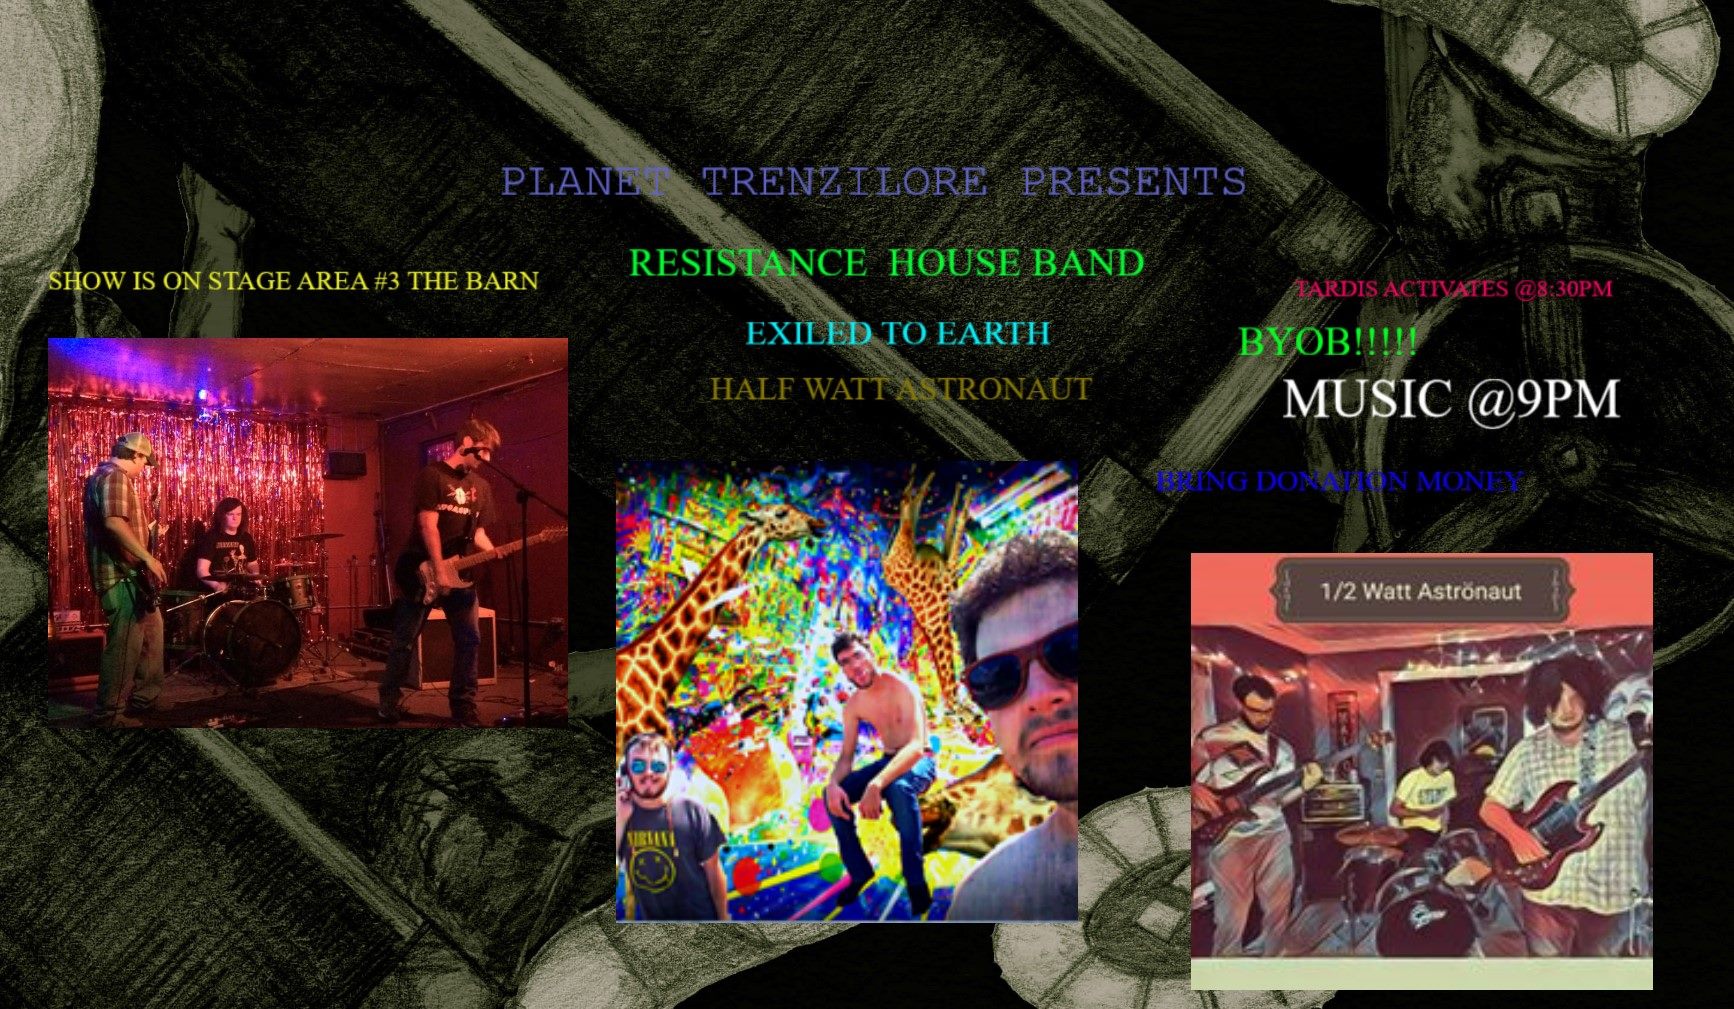 PLANET TRENZILORE PRESENTS
RESISTANCE HOUSE BAND
SHOW IS ON STAGE AREA #3 THE BARN
EXILED TO EARTH
HALF WATT ASTRONAUT
TARDIS ACTIVATES @8:30PM
BYOB!!!!!
MUSIC @9PM
BRING DONATION MONEY
1/2 Watt Aströnaut
NIRVANA